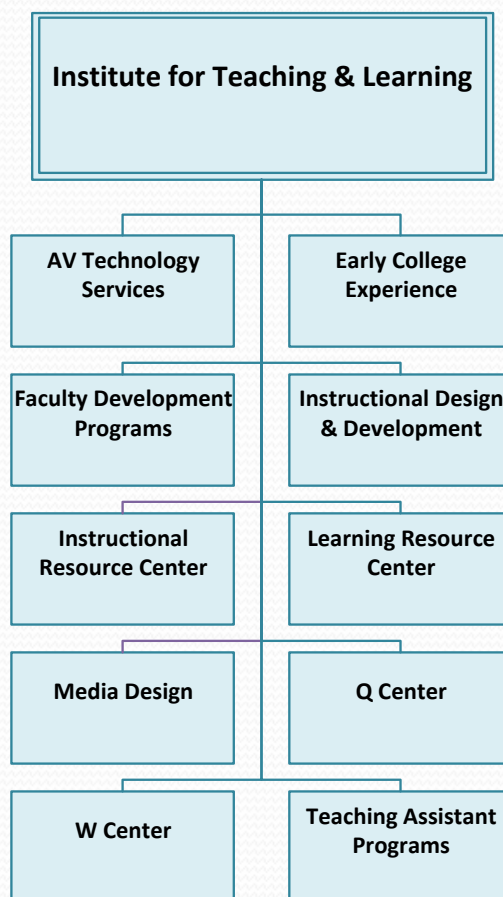 Institute for Teaching & Learning
AV Technology
Services
Early College
Experience
Faculty Development
Programs
Instructional Design
& Development
Instructional
Resource Center
Learning Resource
Center
Media Design
Q Center
W Center
Teaching Assistant
Programs